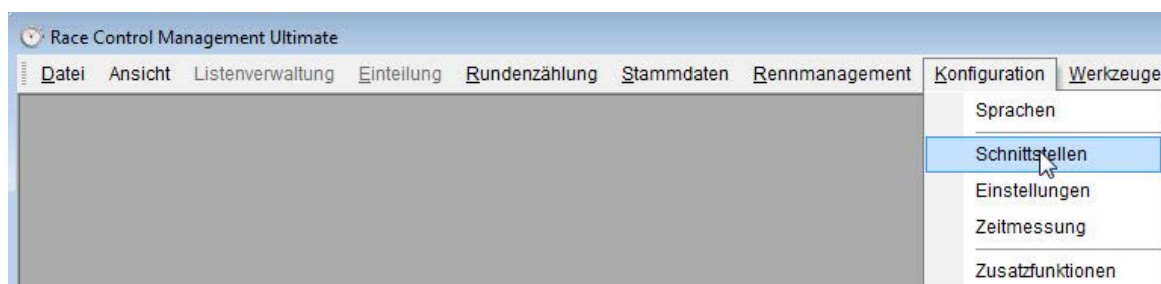 Race Control Management Ultimate
Datei Ansicht Listenverwaltung Einteilung Rundenzählung Stammdaten Rennmanagement Konfiguration Werkzeuge
Sprachen
Schnittstellen
Einstellungen
Zeitmessung
Zusatzfunktionen